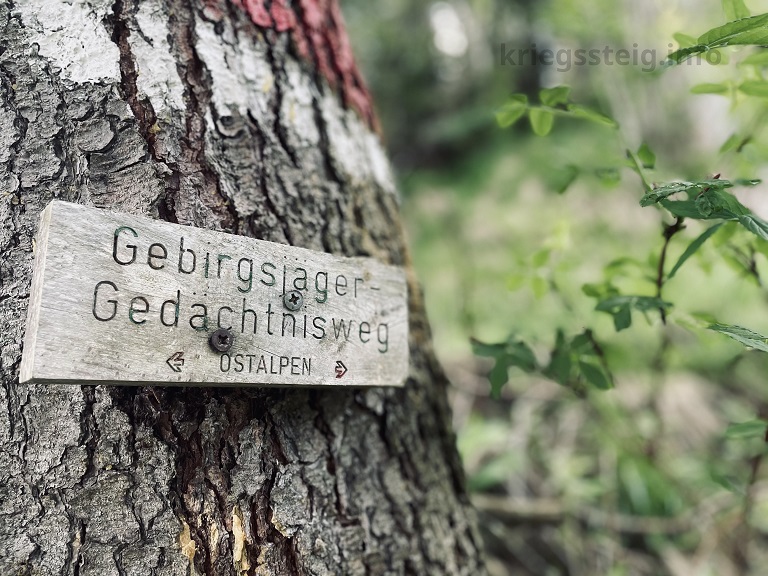 kriegssteig.info
Gebirgsjäger-
Gedächtnisweg
OSTALPEN